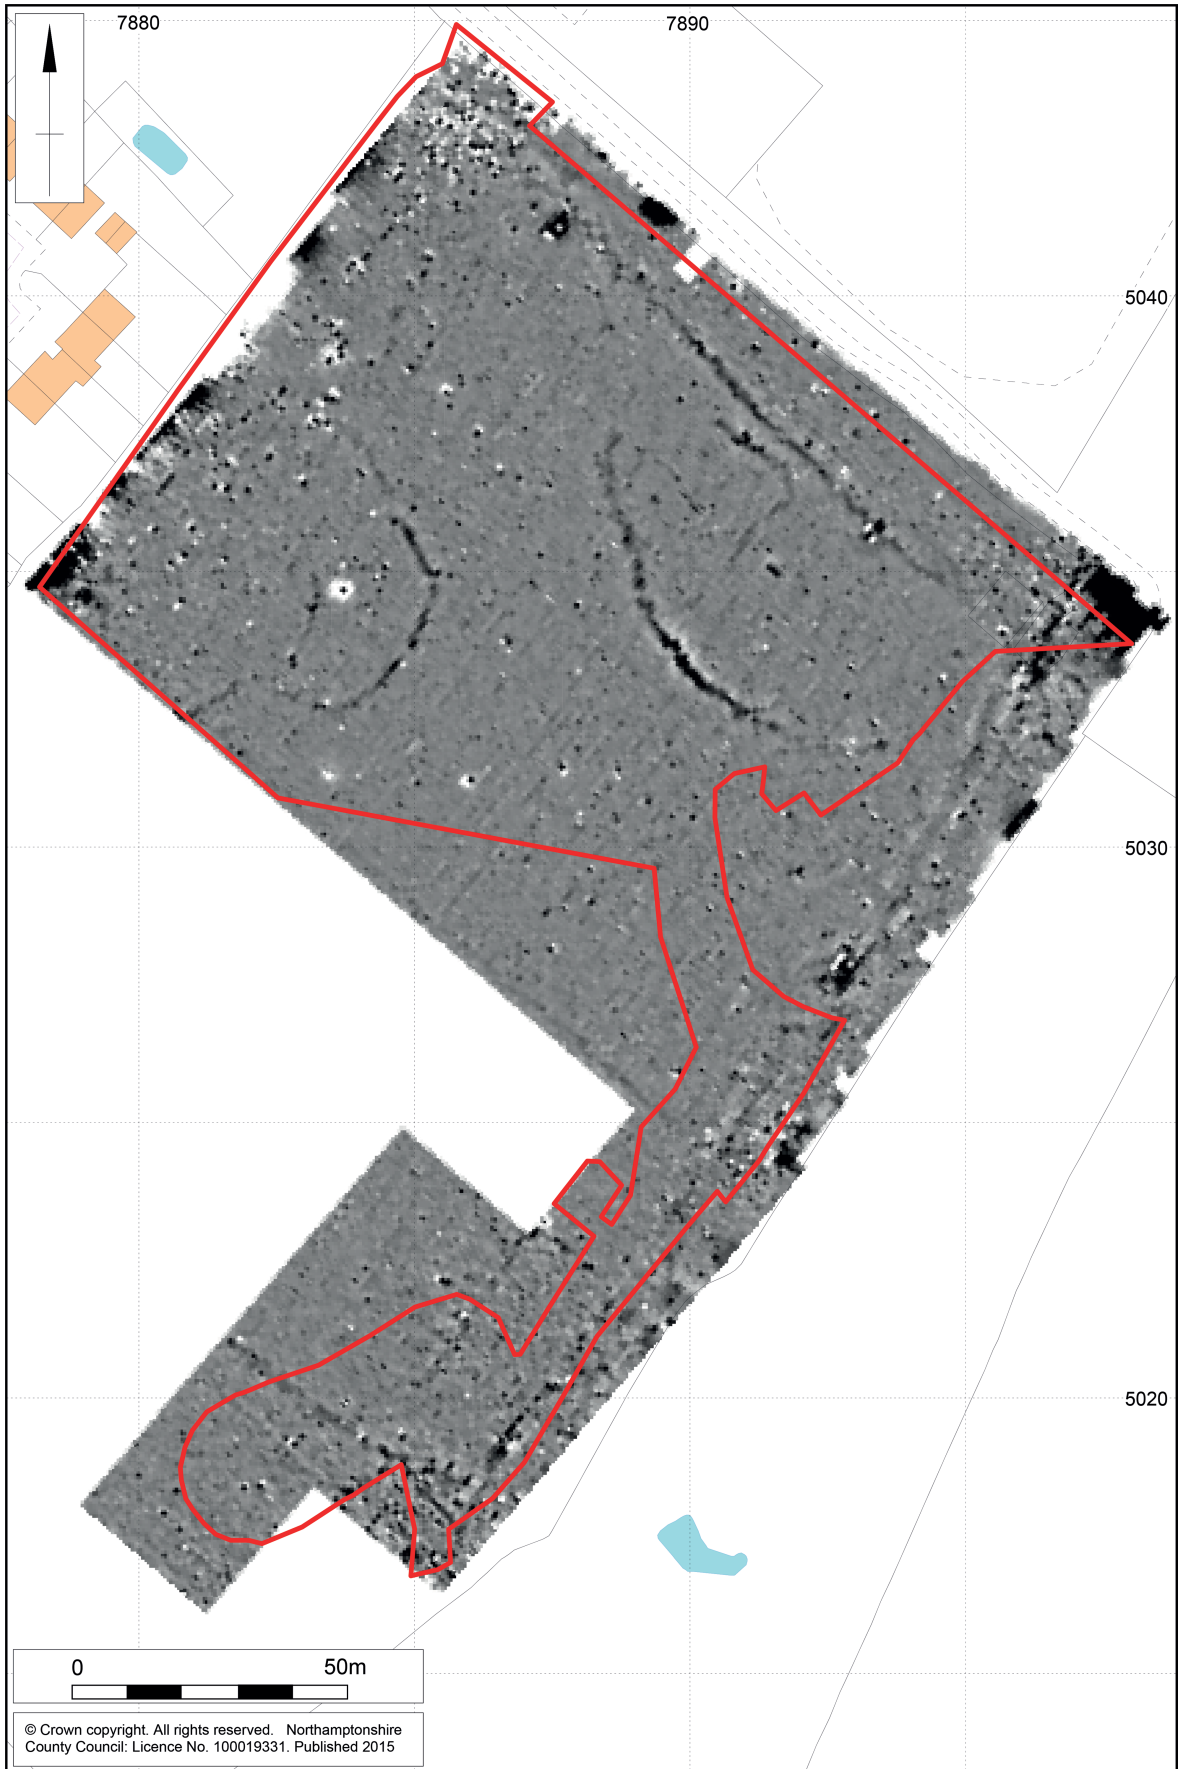 7880
7890
5040
5030
5020
0 50m
© Crown copyright. All rights reserved. Northamptonshire
County Council: Licence No. 100019331. Published 2015